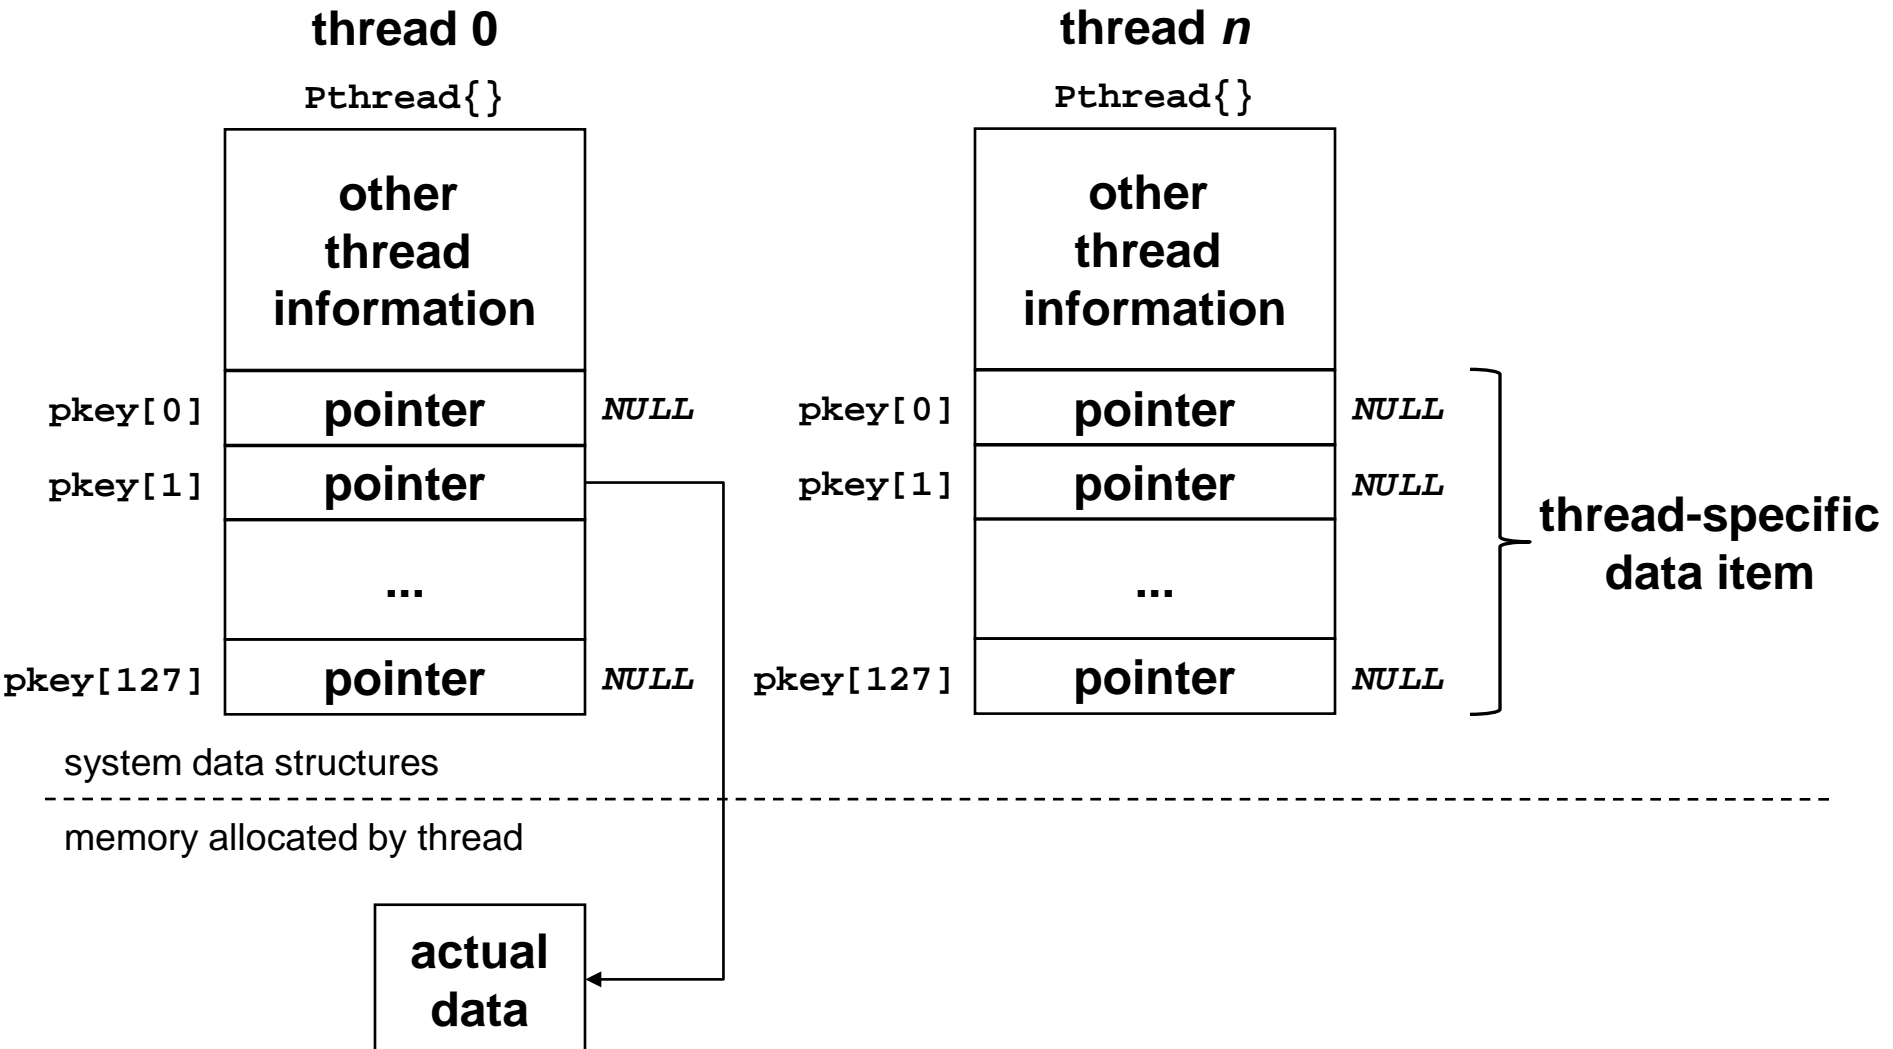 thread 0
Pthread{}
other
thread
information
pkey[0] pointer NULL
pkey[1] pointer
...
pkey[127] pointer NULL
thread n
Pthread{}
other
thread
information
pkey[0] pointer NULL
pkey[1] pointer NULL
...
pkey[127] pointer NULL
thread-specific
data item
system data structures
memory allocated by thread
actual
data